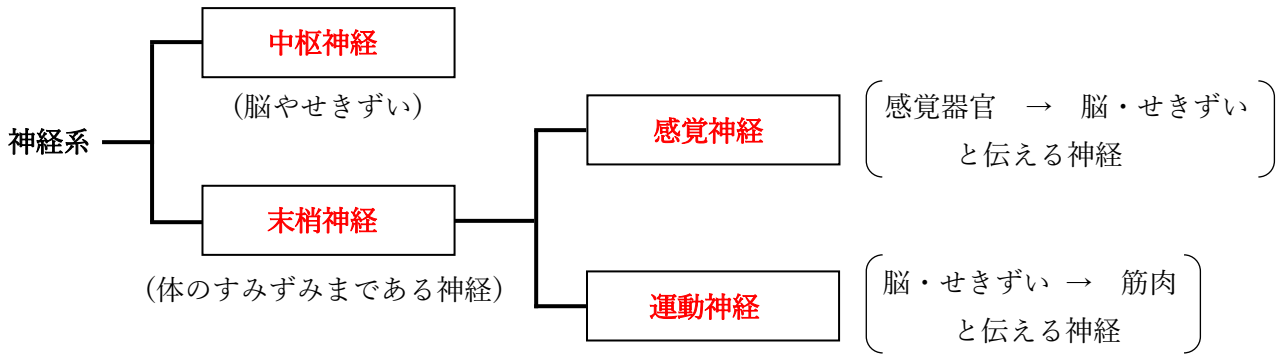 中枢神経
(脳やせきずい)
神経系
末梢神経
(体のすみずみまである神経)
感覚神経
感覚器官 → 脳・せきずい
と伝える神経
運動神経
脳・せきずい → 筋肉
と伝える神経